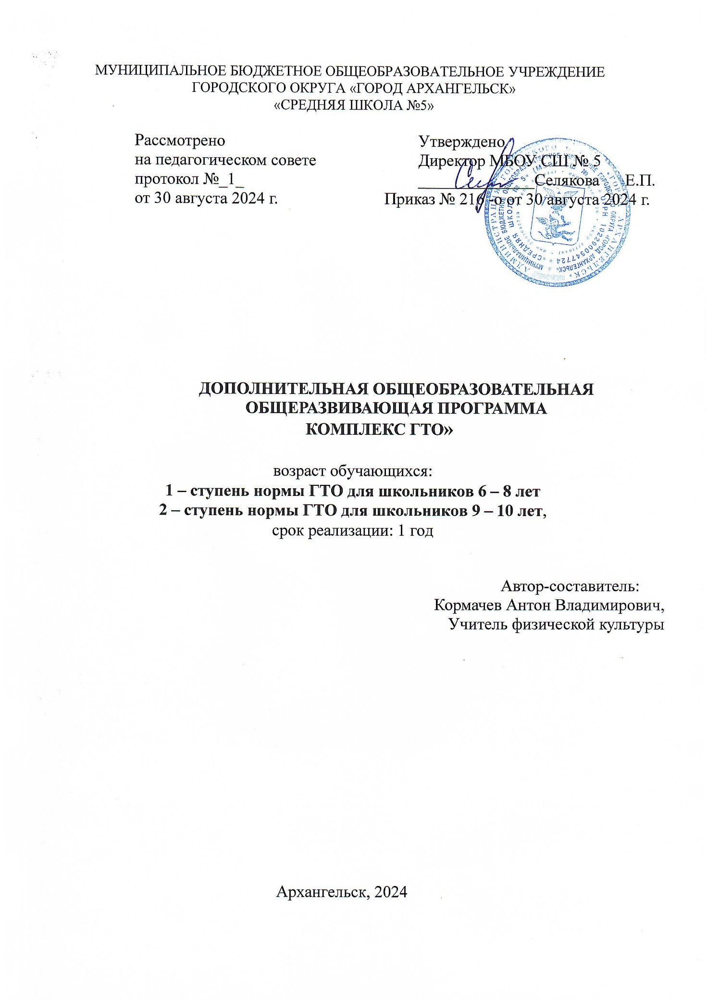 МУНИЦИПАЛЬНОЕ БЮДЖЕТНОЕ ОБЩЕОБРАЗОВАТЕЛЬНОЕ УЧРЕЖДЕНИЕ
ГОРОДСКОГО ОКРУГА «ГОРОД АРХАНГЕЛЬСК»
«СРЕДНЯЯ ШКОЛА №5»
Рассмотрено
на педагогическом совете
протокол №_1_
от 30 августа 2024 г.
Утверждено
Директор МБОУ СШ № 5
______________Селякова Е.П.
Приказ № 216 -о от 30 августа 2024 г.
ДОПОЛНИТЕЛЬНАЯ ОБЩЕОБРАЗОВАТЕЛЬНАЯ
ОБЩЕРАЗВИВАЮЩАЯ ПРОГРАММА
КОМПЛЕКС ГТО»
возраст обучающихся:
1 – ступень нормы ГТО для школьников 6 – 8 лет
2 – ступень нормы ГТО для школьников 9 – 10 лет,
срок реализации: 1 год
Автор-составитель:
Кормачев Антон Владимирович,
Учитель физической культуры
Архангельск, 2024